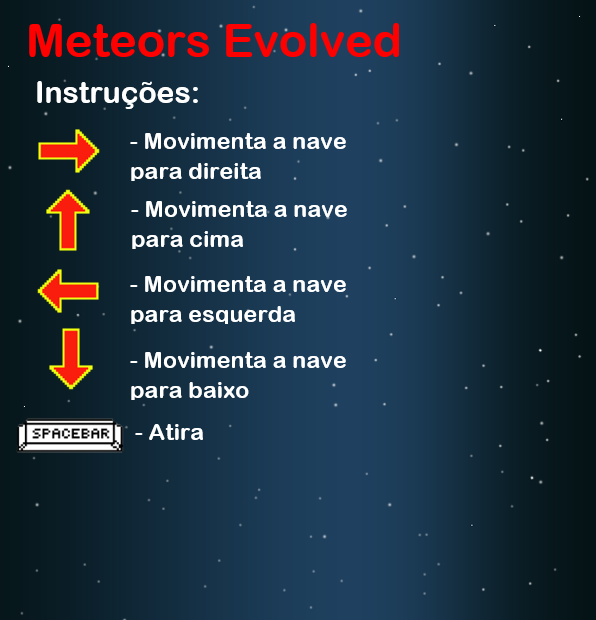 Meteors Evolved
Instruções:
- Movimenta a nave
para direita
- Movimenta a nave
para cima
- Movimenta a nave
para esquerda
- Movimenta a nave
para baixo
SPACEBAR - Atira